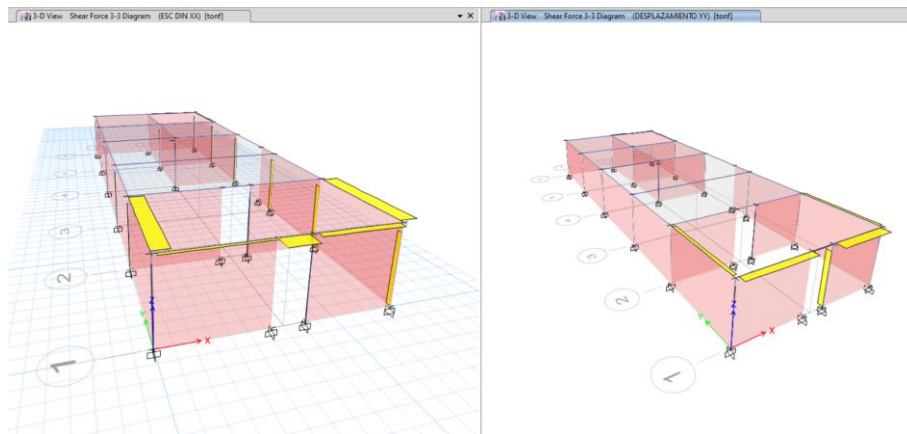 3-D View Shear Force 3-3 Diagram (ESC DIN XX) [tonf]
3-D View Shear Force 3-3 Diagram (DESPLAZAMIENTO YY) [tonf]
4
3
2
1
Z
Y
X
4
3
2
1
Z
Y
X